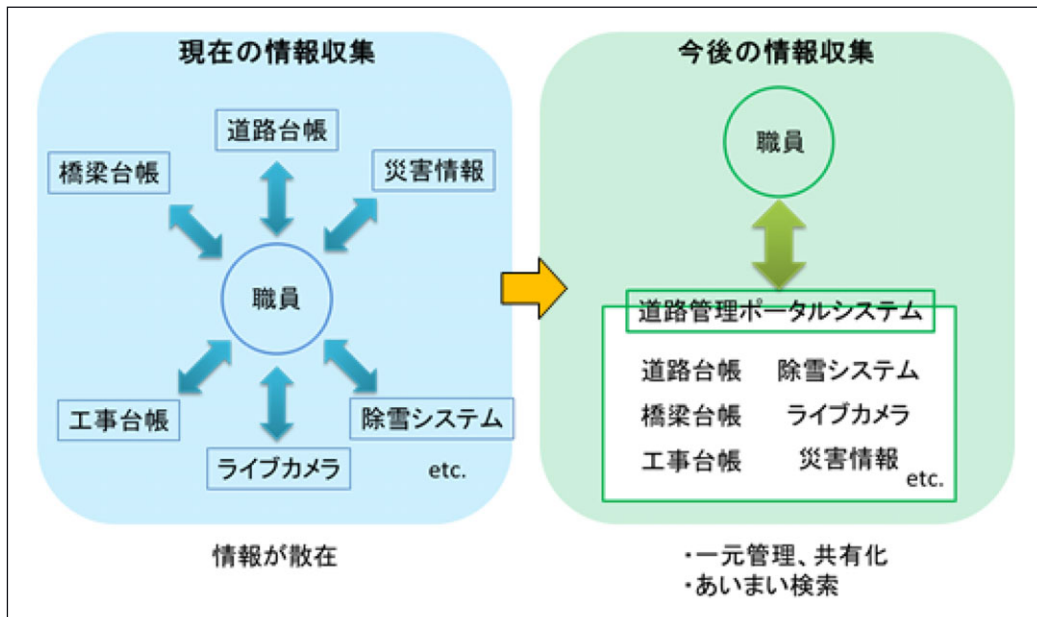 現在の情報収集
道路台帳
橋梁台帳
災害情報
職員
工事台帳
除雪システム
ライブカメラ
etc.
情報が散在
今後の情報収集
職員
道路管理ポータルシステム
道路台帳 除雪システム
橋梁台帳 ライブカメラ
工事台帳 災害情報
etc.
・一元管理、共有化
・あいまい検索